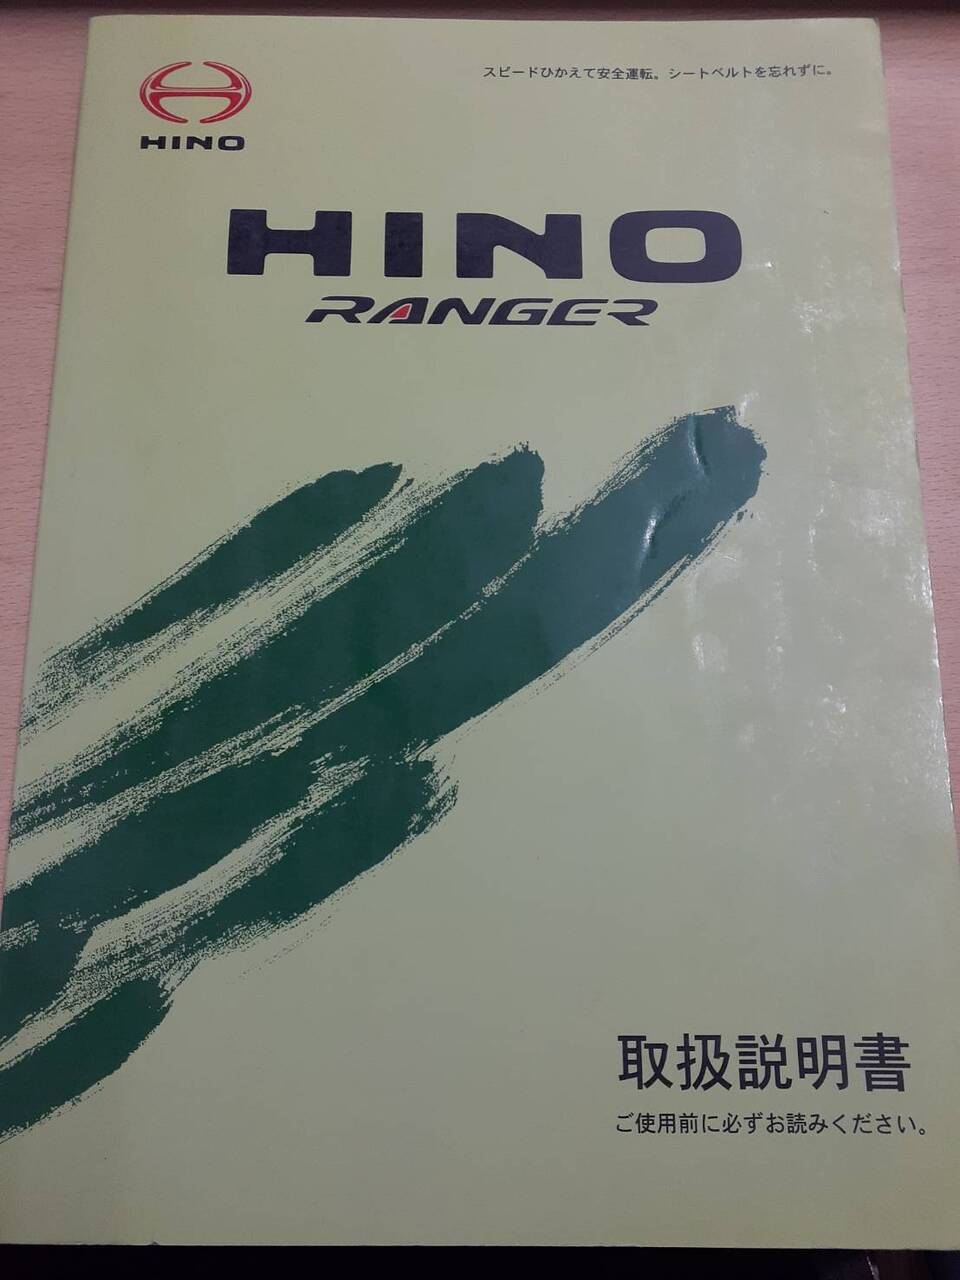 スピードひかえて安全運転。シートベルトを忘れずに。
HINO
HINO
RANGER
取扱説明書
ご使用前に必ずお読みください。